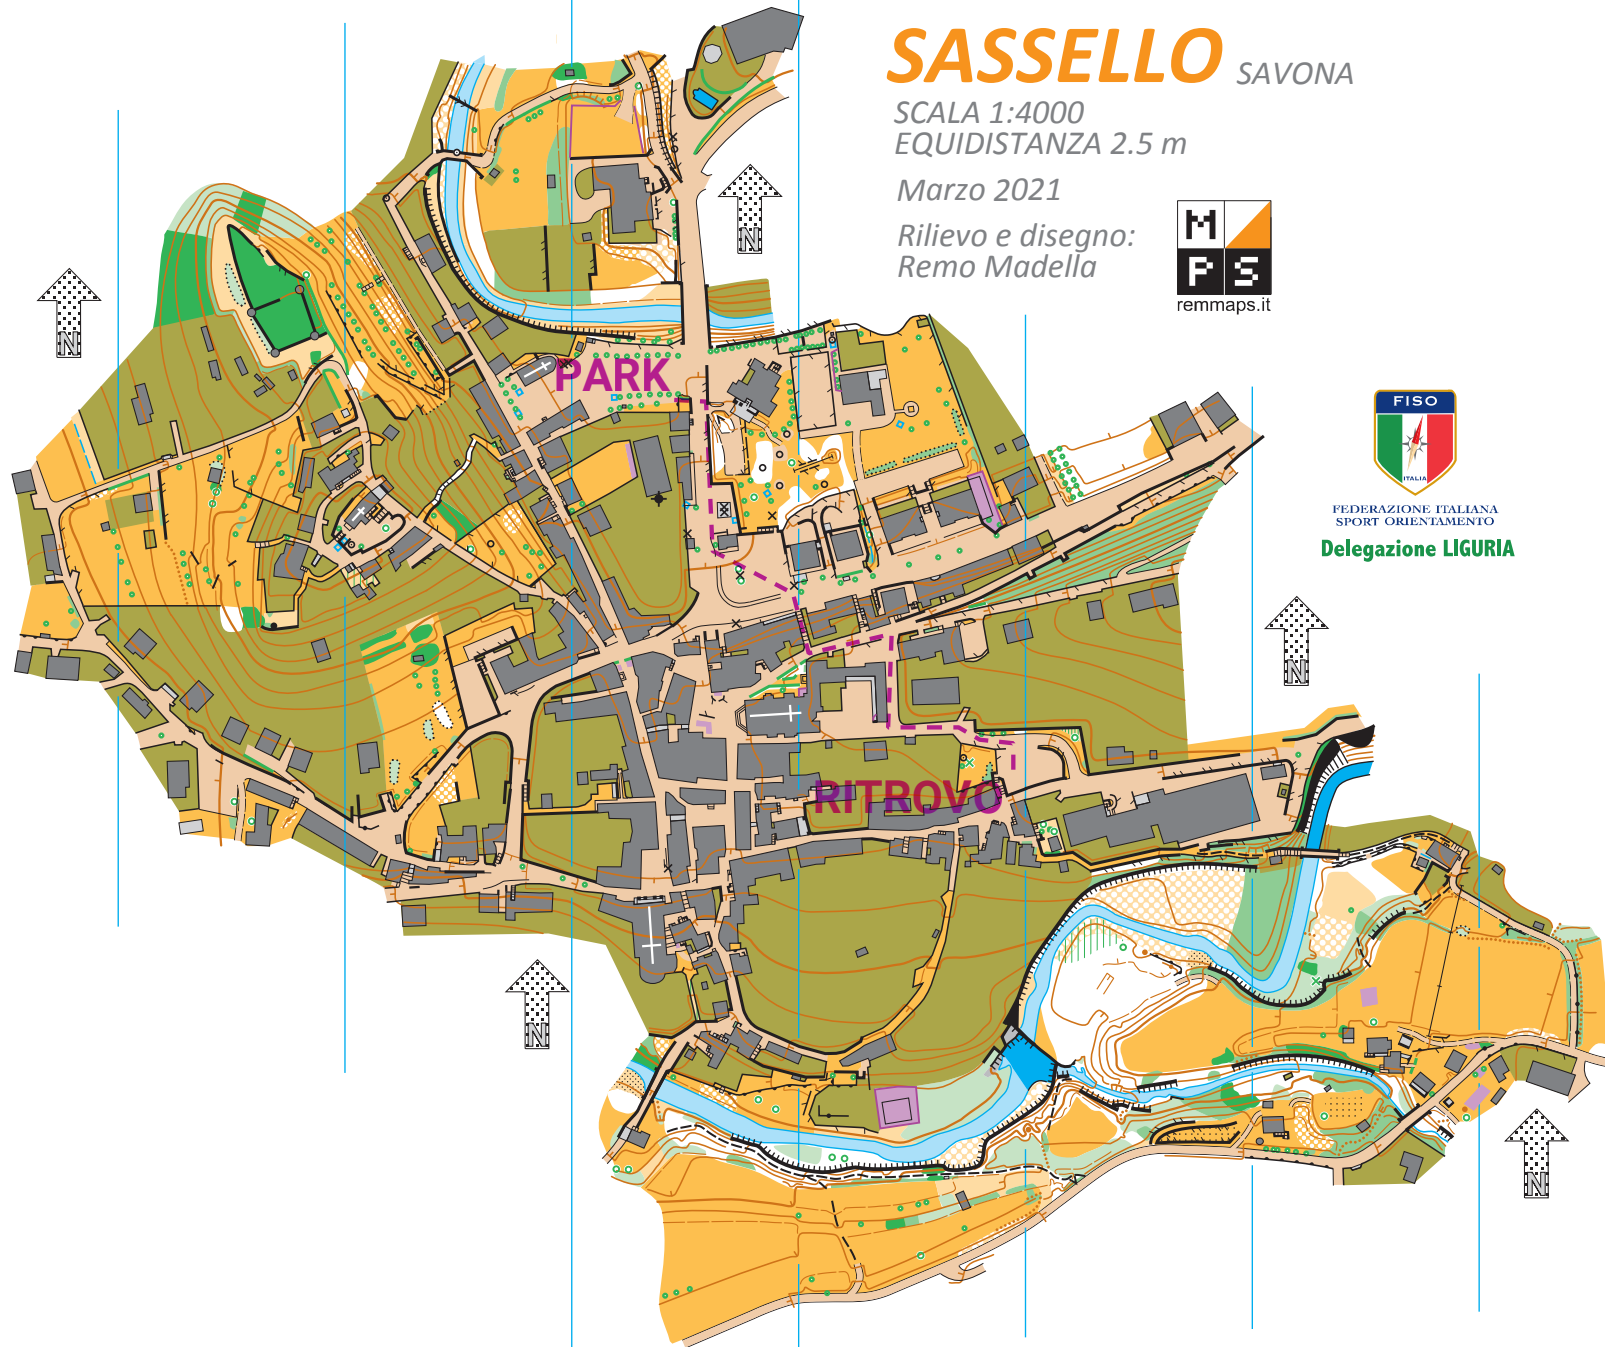 SASSELLO SAVONA
SCALA 1:4000
EQUIDISTANZA 2.5 m
Marzo 2021
Rilievo e disegno:
Remo Madella
M
P S
remmaps.it
N
N
PARK
FISO
ITALIA
FEDERAZIONE ITALIANA
SPORT ORIENTAMENTO
Delegazione LIGURIA
N
RITROVO
N
N